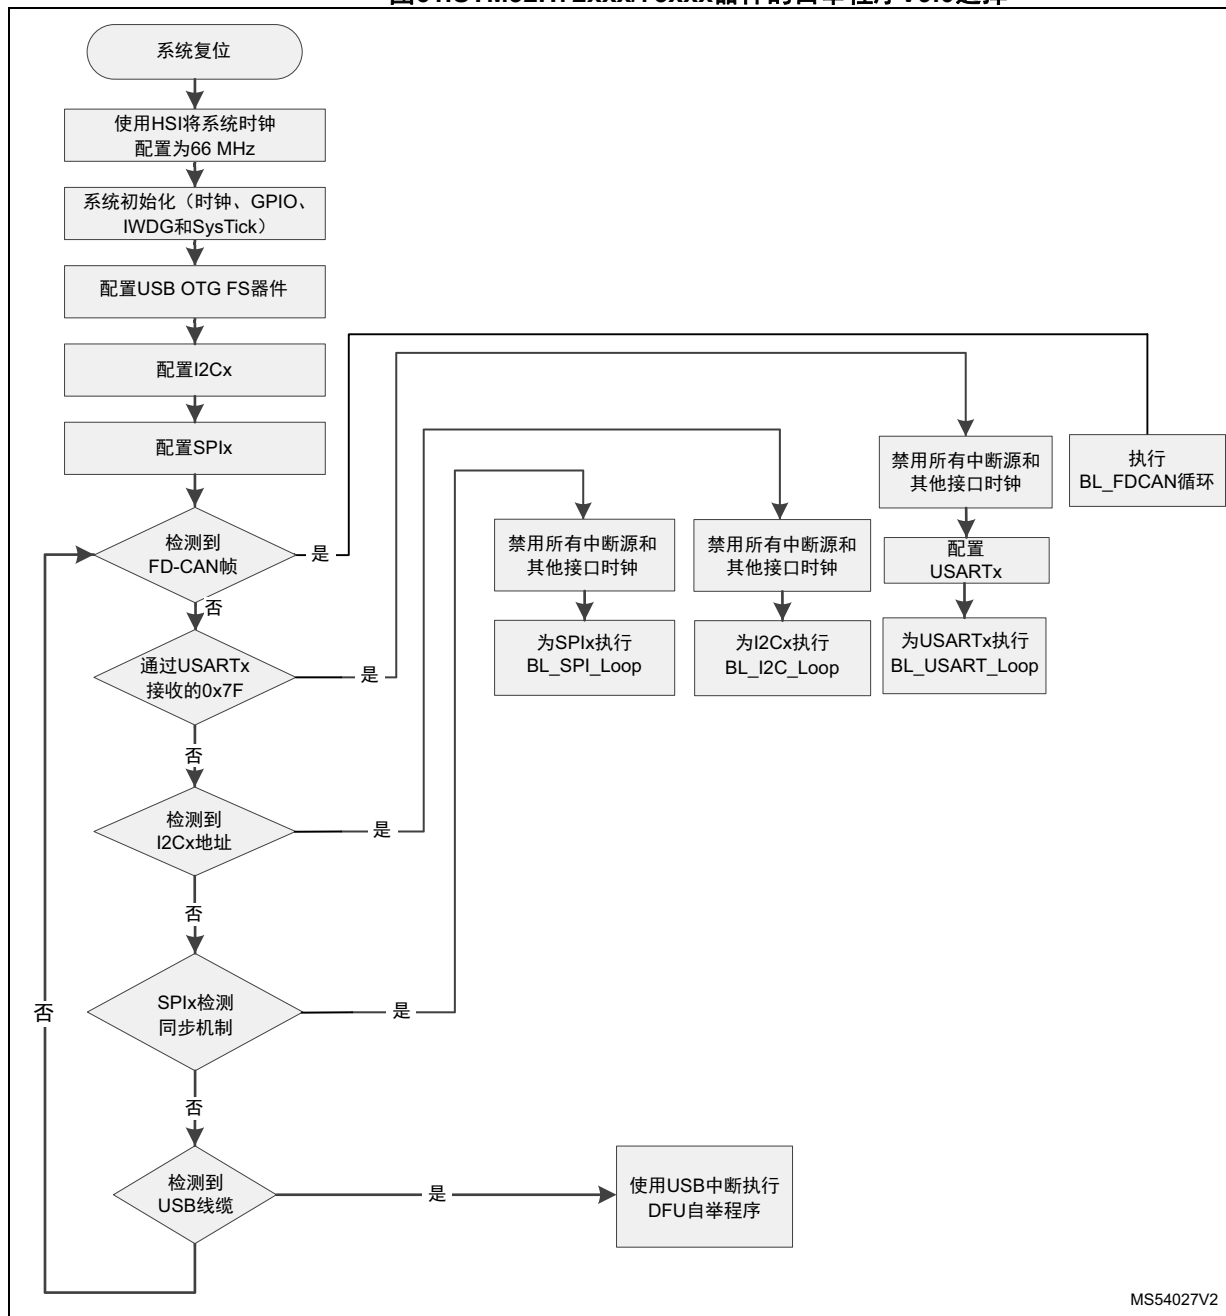 系统复位
使用HSI将系统时钟
配置为66 MHz
系统初始化（时钟、GPIO、
IWDG和SysTick）
配置USB OTG FS器件
配置I2Cx
配置SPIx
检测到
FD-CAN帧
是
否
通过USARTx
接收的0x7F
是
否
检测到
I2Cx地址
是
否
SPIx检测
同步机制
是
否
检测到
USB线缆
是
否
禁用所有中断源和
其他接口时钟
为SPIx执行
BL_SPI_Loop
禁用所有中断源和
其他接口时钟
为I2Cx执行
BL_I2C_Loop
禁用所有中断源和
其他接口时钟
配置
USARTx
为USARTx执行
BL_USART_Loop
执行
BL_FDCAN循环
使用USB中断执行
DFU自举程序
MS54027V2